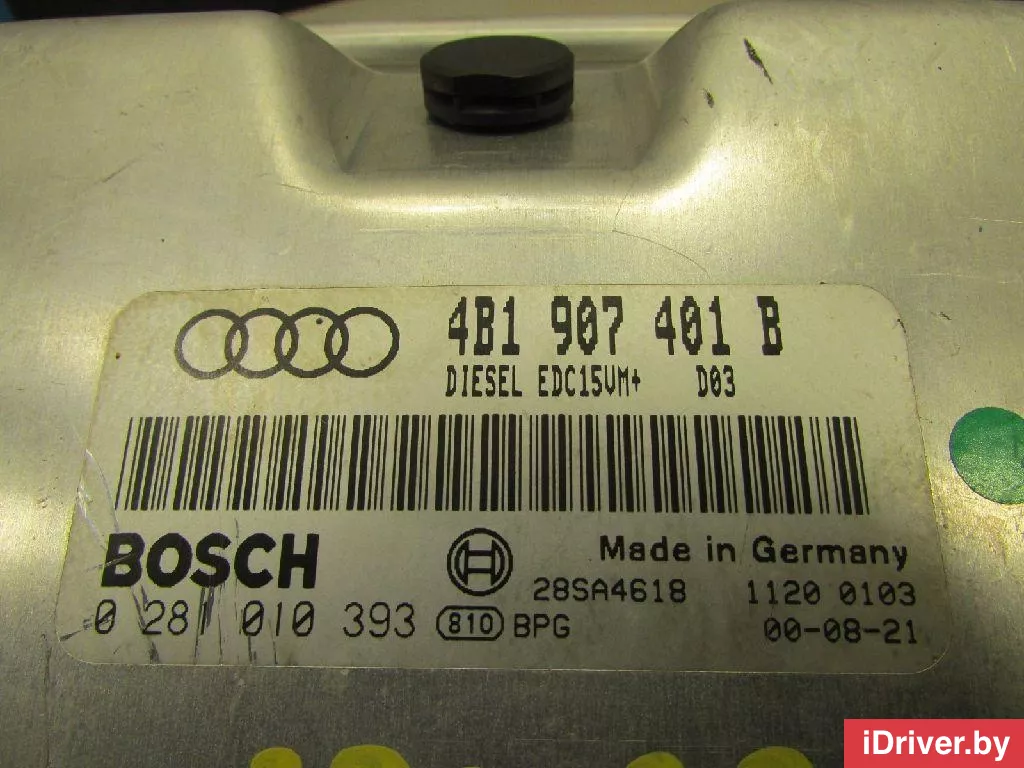 4B1 907 401 B
DIESEL EDC15VM+ D03
BOSCH
Made in Germany
28SA4618 1120 0103
0 281 010 393 810 BPG 00-08-21
iDriver.by